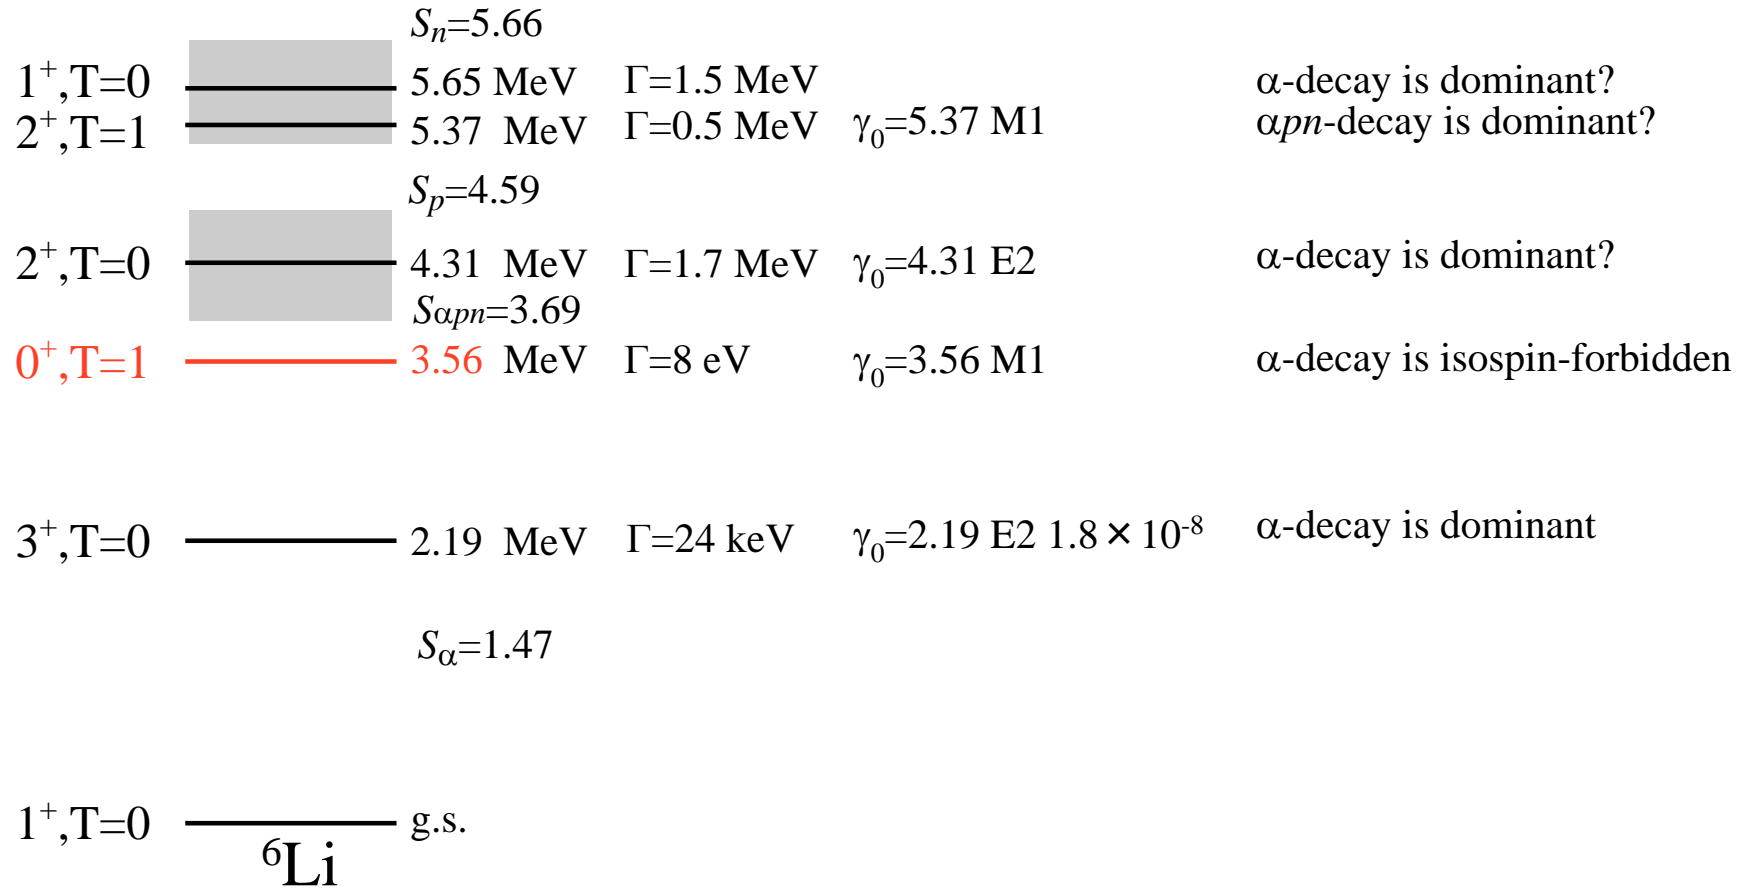 Sn=5.66
1+,T=0 5.65 MeV Γ=1.5 MeV α-decay is dominant?
2+,T=1 5.37 MeV Γ=0.5 MeV γ0=5.37 M1 αpn-decay is dominant?
Sp=4.59
2+,T=0 4.31 MeV Γ=1.7 MeV γ0=4.31 E2 α-decay is dominant?
Sαpn=3.69
0+,T=1 3.56 MeV Γ=8 eV γ0=3.56 M1 α-decay is isospin-forbidden
3+,T=0 2.19 MeV Γ=24 keV γ0=2.19 E2 1.8×10-8 α-decay is dominant
Sα=1.47
1+,T=0 g.s.
6Li